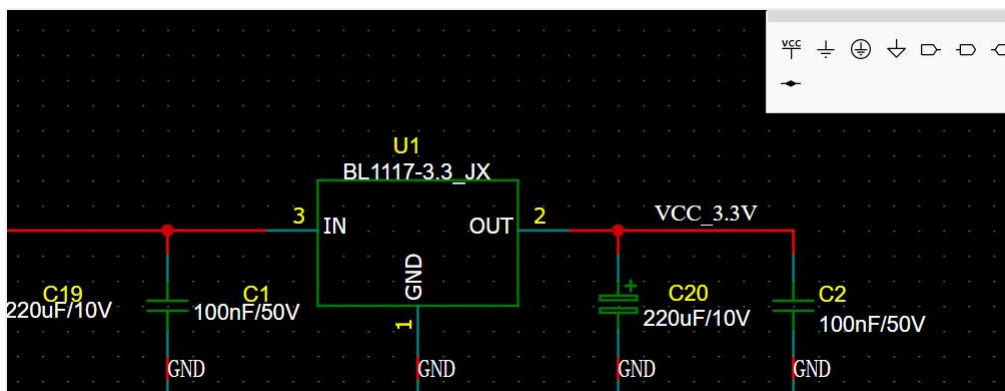 VCC
U1
BL1117-3.3_JX
3
IN
OUT
2
VCC_3.3V
GND
1
C19
220uF/10V
C1
100nF/50V
+
C20
220uF/10V
C2
100nF/50V
GND
GND
GND
GND